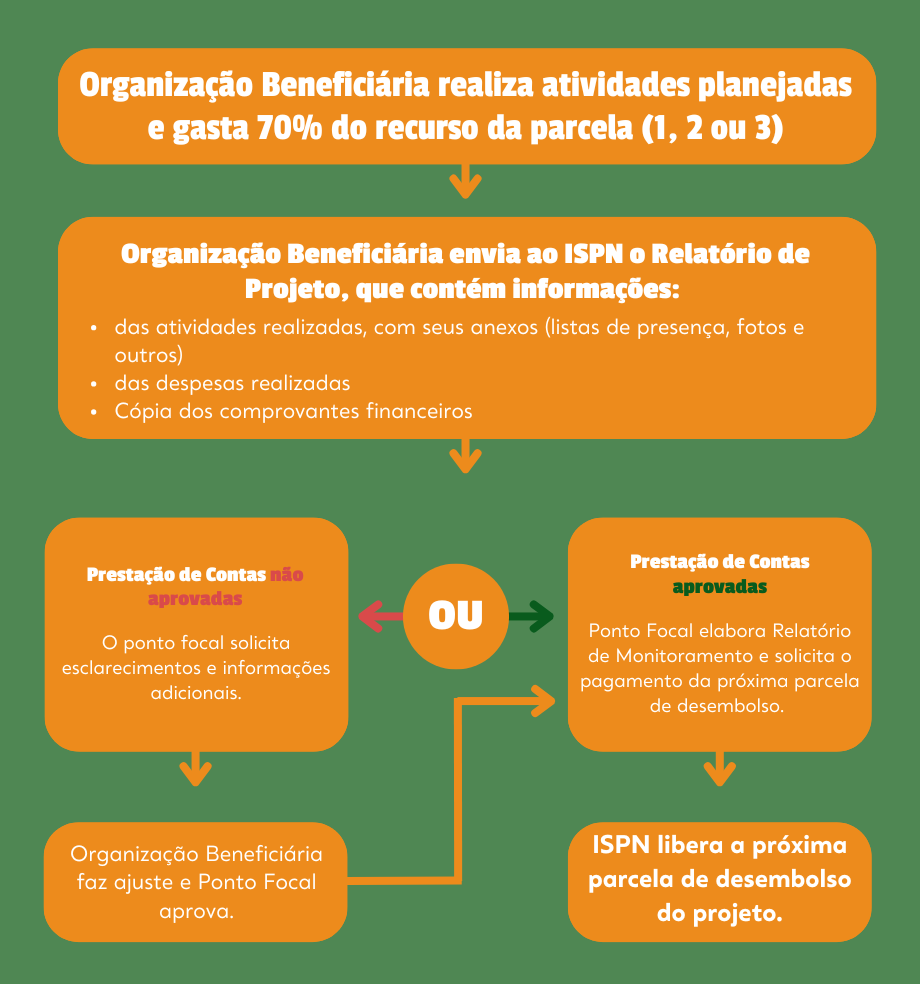 Organização Beneficiária realiza atividades planejadas
e gasta 70% do recurso da parcela (1, 2 ou 3)
Organização Beneficiária envia ao ISPN o Relatório de
Projeto, que contém informações:
• das atividades realizadas, com seus anexos (listas de presença, fotos e
outros)
• das despesas realizadas
• Cópia dos comprovantes financeiros
Prestação de Contas não
aprovadas
O ponto focal solicita
esclarecimentos e informações
adicionais.
OU
Prestação de Contas
aprovadas
Ponto Focal elabora Relatório
de Monitoramento e solicita o
pagamento da próxima parcela
de desembolso.
Organização Beneficiária
faz ajuste e Ponto Focal
aprova.
ISPN libera a próxima
parcela de desembolso
do projeto.